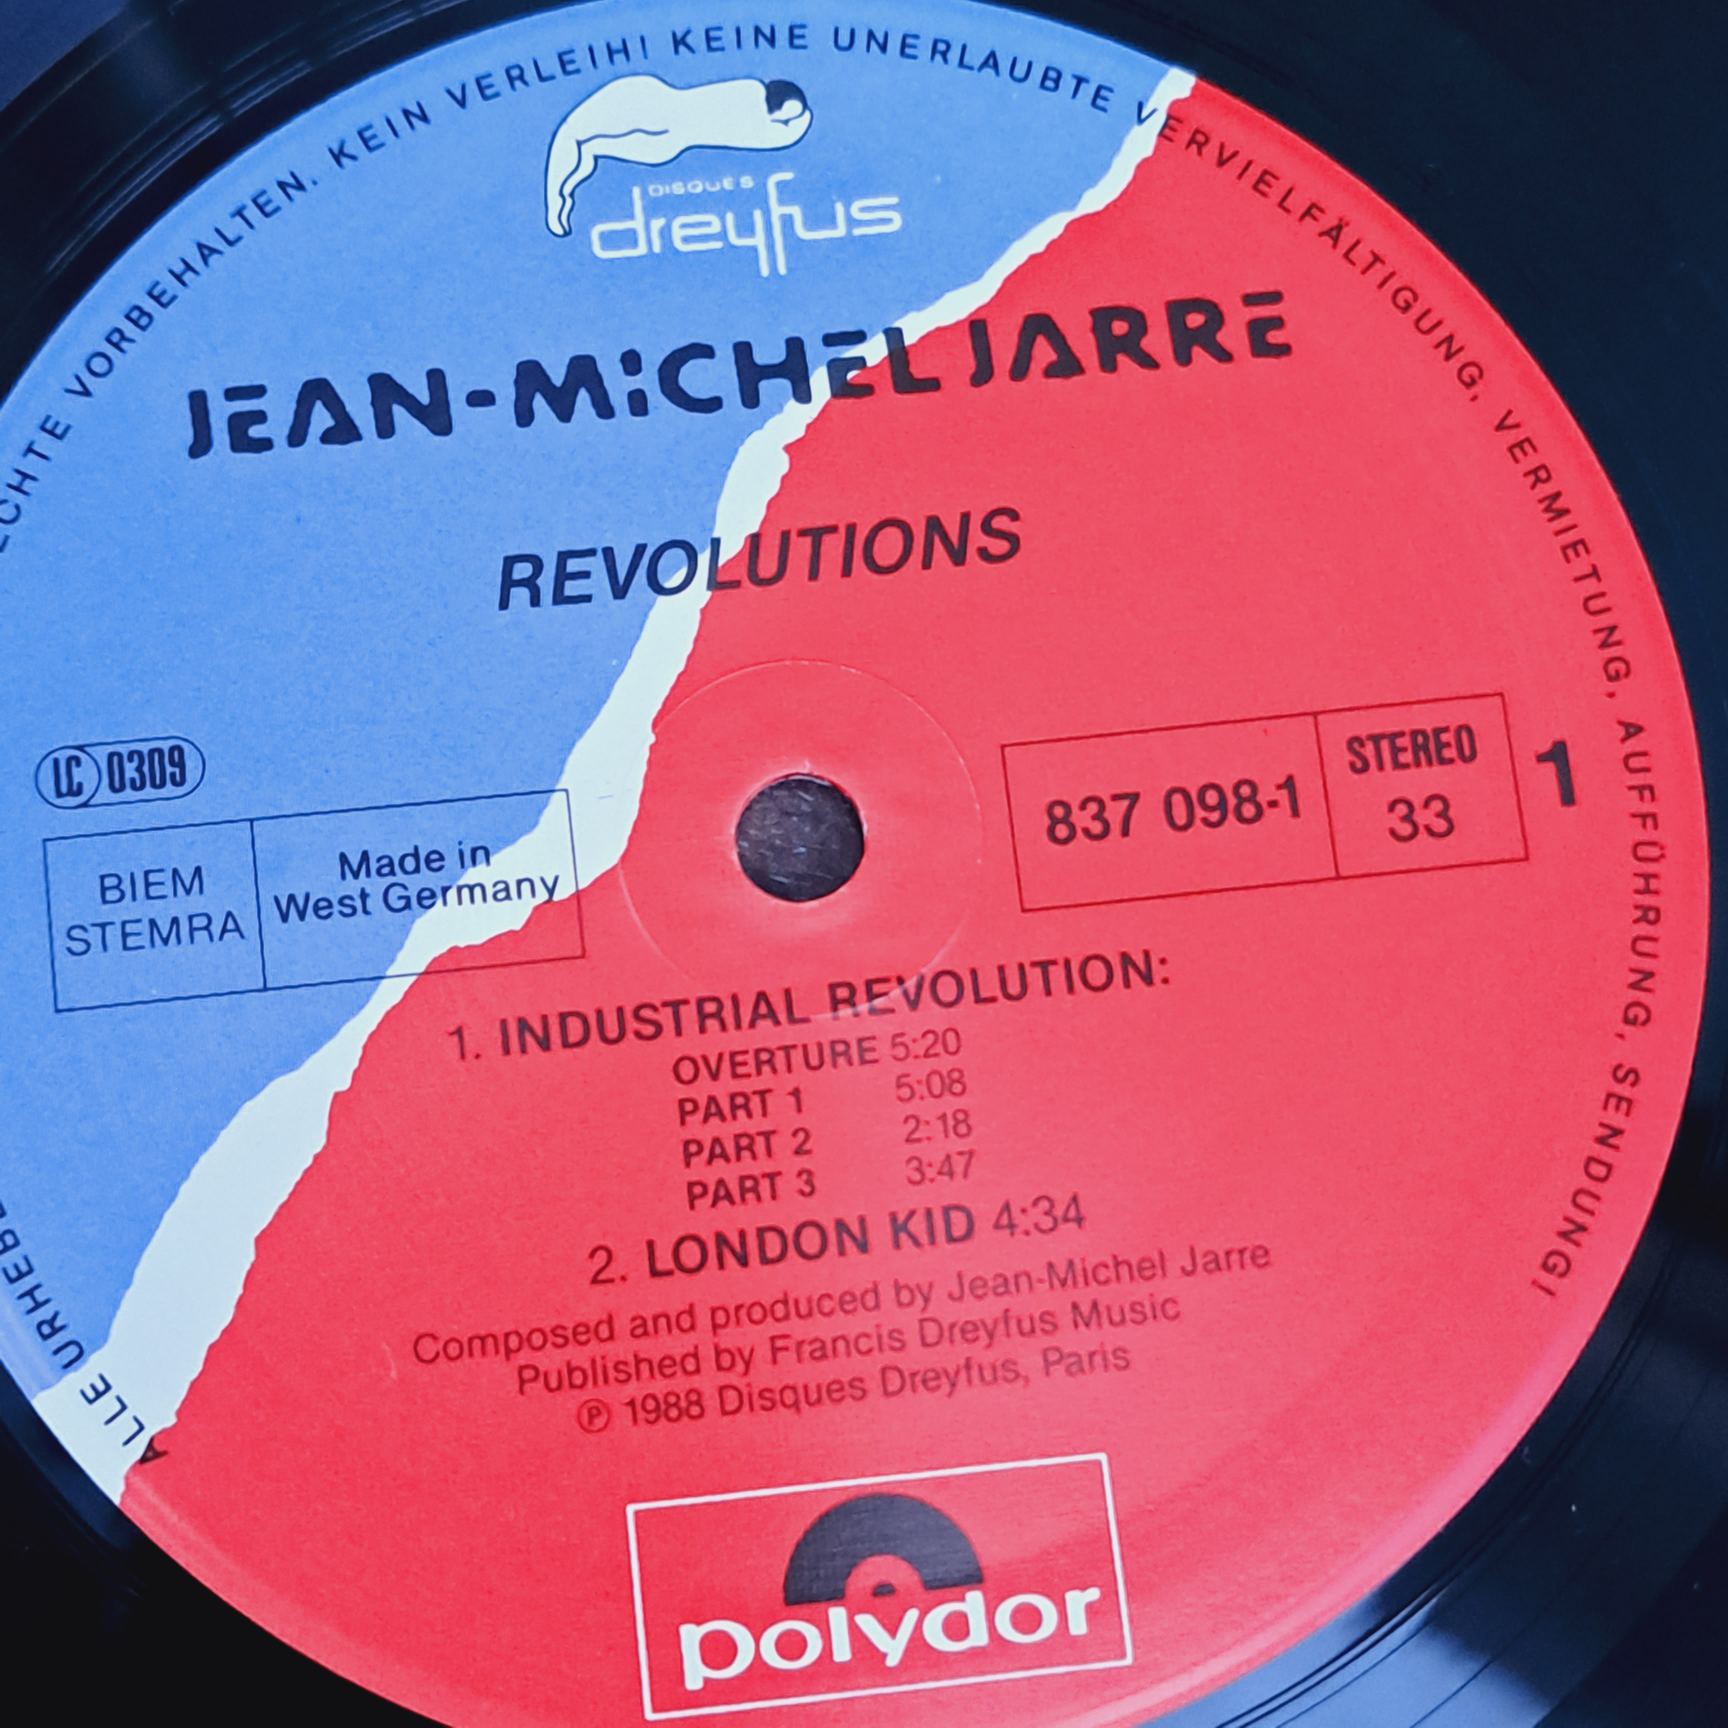 ALLE URHEBE
ECHTE VORBEHALTEN. KEIN VERLEIH! KEINE UNERLAUBTE VERVIELFÄLTIGUNG, VERMIETUNG, AUFFÜHRUNG, SENDUNG!
DISQUES
dreyfus
JEAN-MICHEL JARRE
REVOLUTIONS
LC 0309
BIEM
STEMRA
Made in
West Germany
837 098-1
STEREO
33
1
1. INDUSTRIAL REVOLUTION:
OVERTURE 5:20
PART 1 5:08
PART 2 2:18
PART 3 3:47
2. LONDON KID 4:34
Composed and produced by Jean-Michel Jarre
Published by Francis Dreyfus Music
℗ 1988 Disques Dreyfus, Paris
polydor